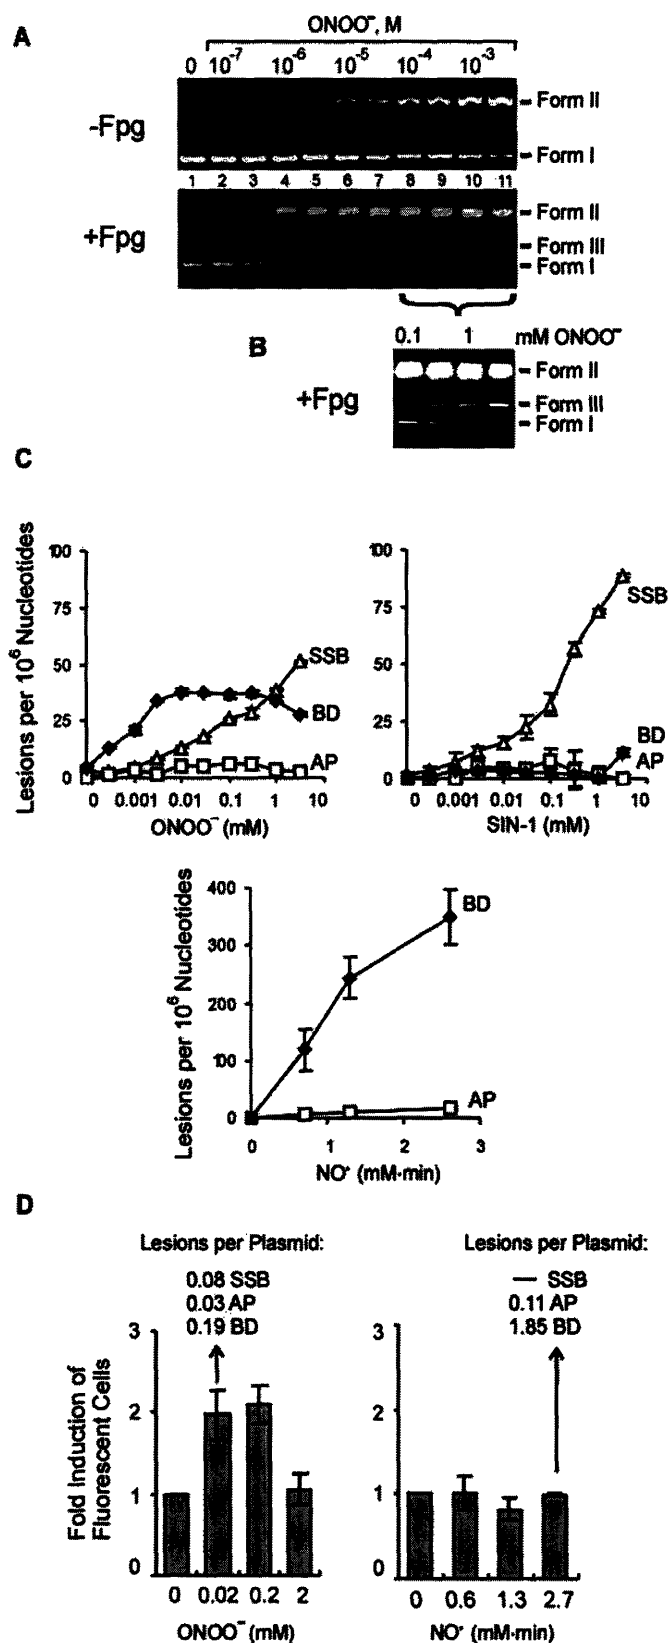 A
ONOO⁻, M
0 10⁻⁷ 10⁻⁶ 10⁻⁵ 10⁻⁴ 10⁻³
-Fpg
Form II
Form I
1 2 3 4 5 6 7 8 9 10 11
+Fpg
Form II
Form III
Form I
B
0.1 1 mM ONOO⁻
+Fpg
Form II
Form III
Form I
C
Lesions per 10⁶ Nucleotides
100
75
50
25
0
SSB
BD
AP
0 0.001 0.01 0.1 1 10
ONOO⁻ (mM)
100
75
50
25
0
SSB
BD
AP
0 0.001 0.01 0.1 1 10
SIN-1 (mM)
Lesions per 10⁶ Nucleotides
400
300
200
100
0
BD
AP
0 1 2 3
NO• (mM·min)
D
Lesions per Plasmid:
0.08 SSB
0.03 AP
0.19 BD
Fold Induction of
Fluorescent Cells
3
2
1
0
0 0.02 0.2 2
ONOO⁻ (mM)
Lesions per Plasmid:
— SSB
0.11 AP
1.85 BD
3
2
1
0
0 0.6 1.3 2.7
NO• (mM·min)